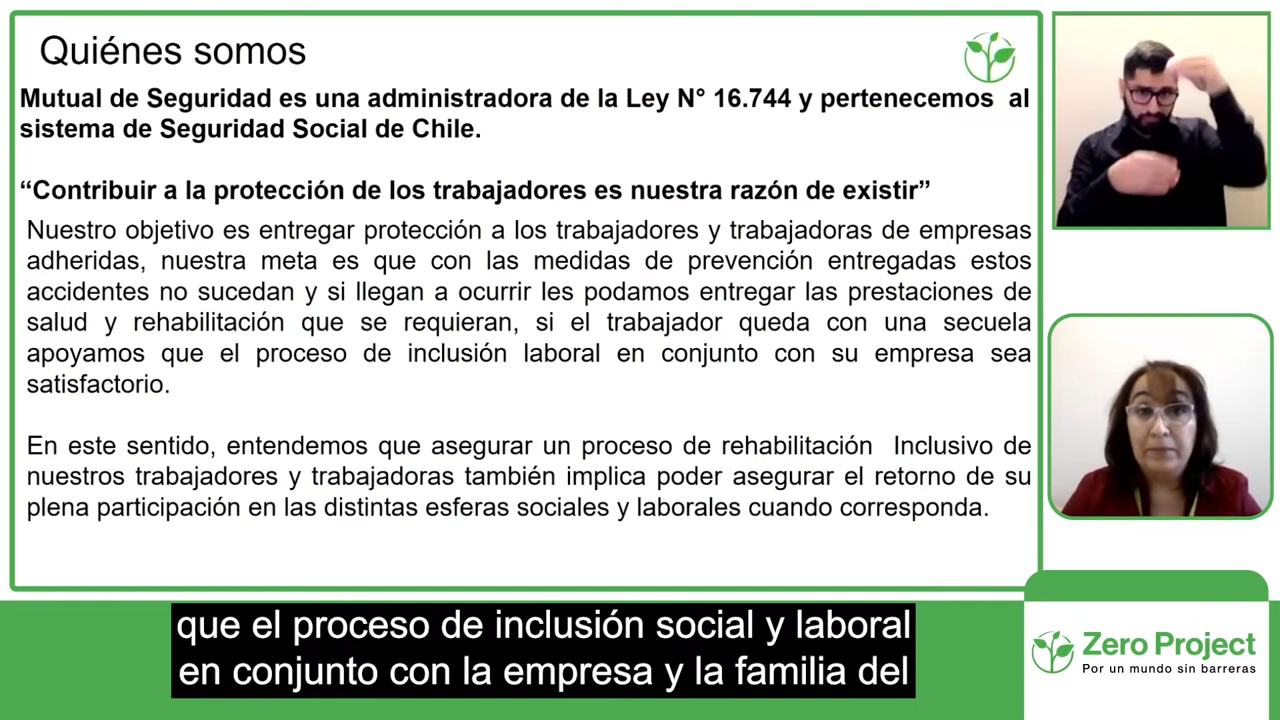 Quiénes somos
Mutual de Seguridad es una administradora de la Ley N° 16.744 y pertenecemos al
sistema de Seguridad Social de Chile.
“Contribuir a la protección de los trabajadores es nuestra razón de existir”
Nuestro objetivo es entregar protección a los trabajadores y trabajadoras de empresas
adheridas, nuestra meta es que con las medidas de prevención entregadas estos
accidentes no sucedan y si llegan a ocurrir les podamos entregar las prestaciones de
salud y rehabilitación que se requieran, si el trabajador queda con una secuela
apoyamos que el proceso de inclusión laboral en conjunto con su empresa sea
satisfactorio.
En este sentido, entendemos que asegurar un proceso de rehabilitación Inclusivo de
nuestros trabajadores y trabajadoras también implica poder asegurar el retorno de su
plena participación en las distintas esferas sociales y laborales cuando corresponda.
que el proceso de inclusión social y laboral
en conjunto con la empresa y la familia del
Zero Project
Por un mundo sin barreras